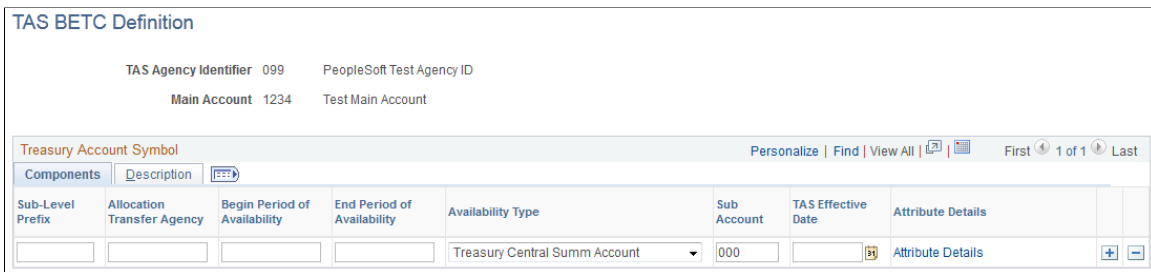 TAS BETC Definition
TAS Agency Identifier 099 PeopleSoft Test Agency ID
Main Account 1234 Test Main Account
Treasury Account Symbol Personalize | Find | View All | | First 1 of 1 Last
Components Description
Sub-Level Prefix Allocation Transfer Agency Begin Period of Availability End Period of Availability Availability Type Sub Account TAS Effective Date Attribute Details
Treasury Central Summ Account 000 31 Attribute Details + -